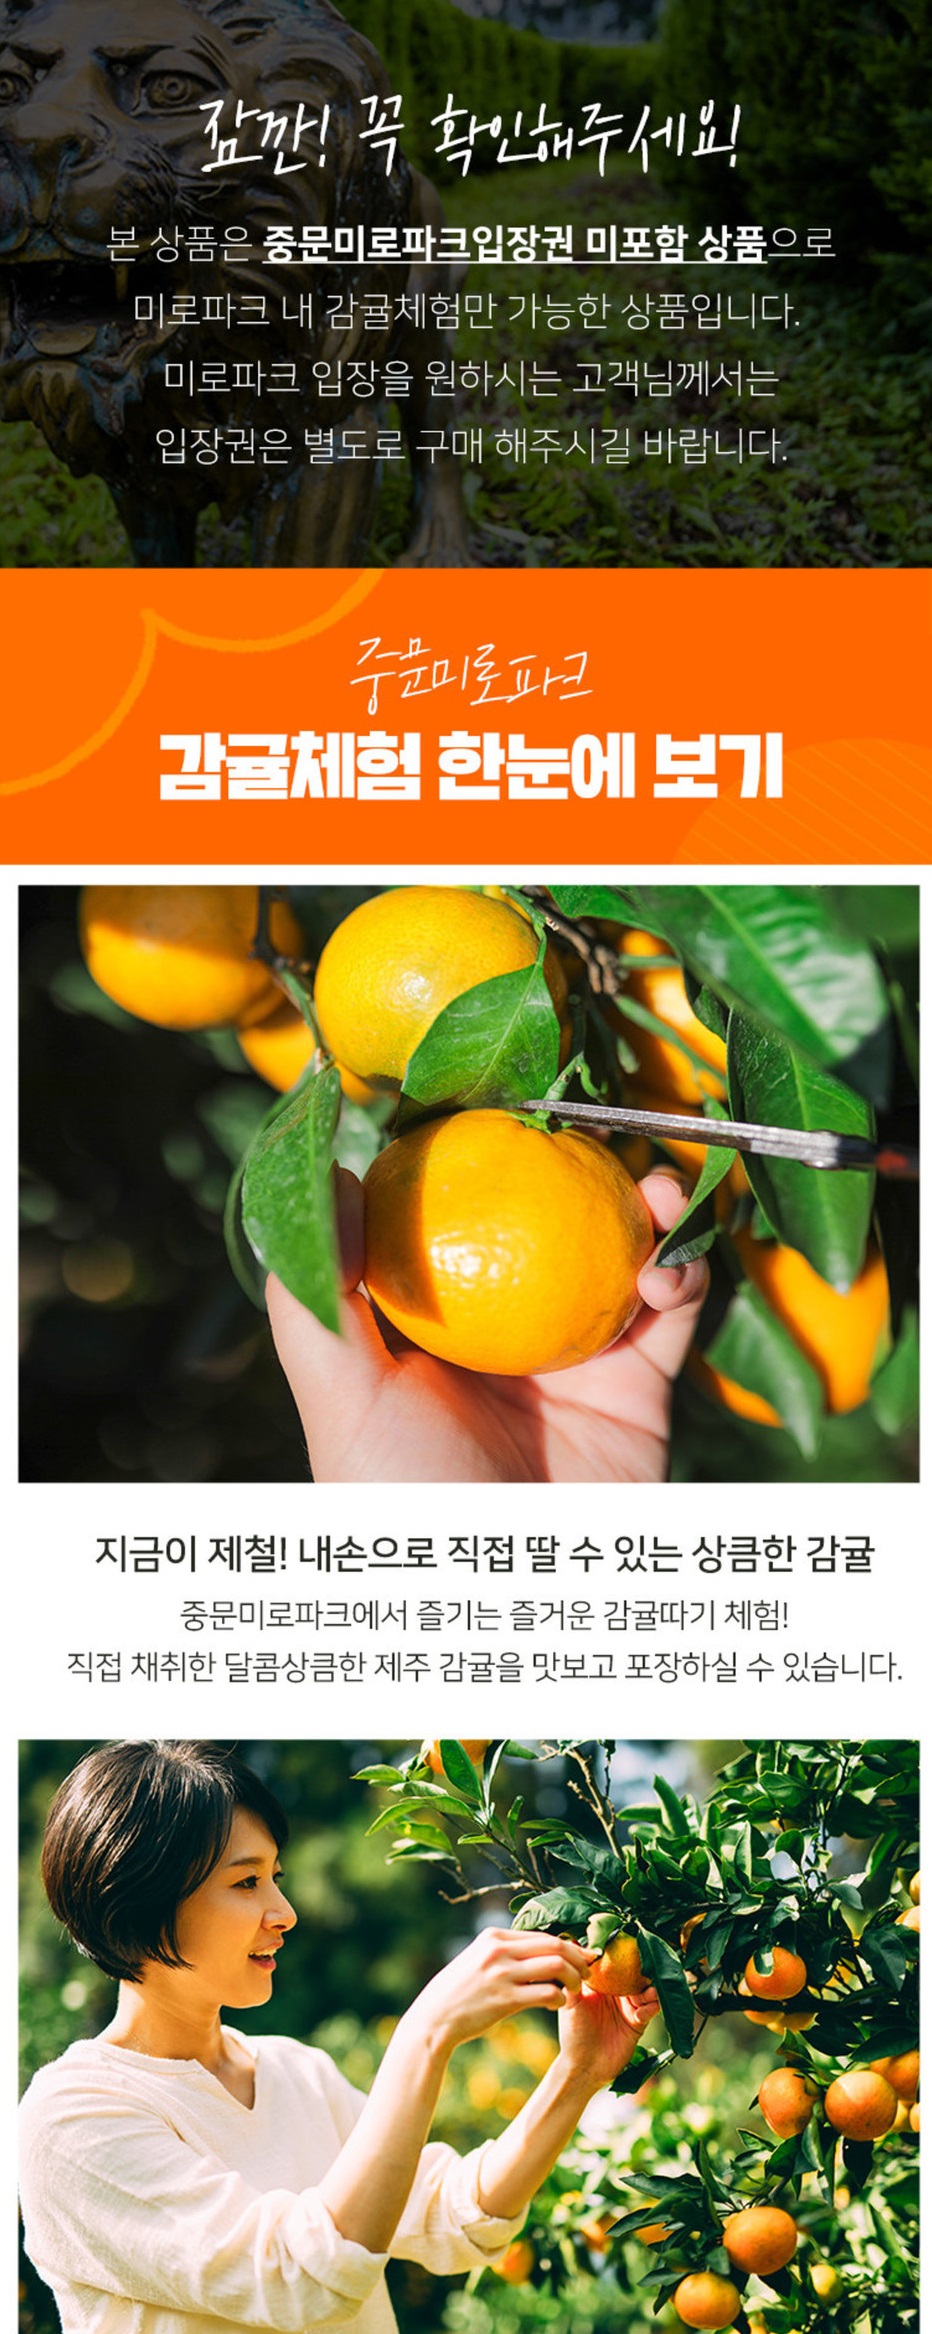 잠깐! 꼭 확인해주세요!
본 상품은 중문미로파크입장권 미포함 상품으로
미로파크 내 감귤체험만 가능한 상품입니다.
미로파크 입장을 원하시는 고객님께서는
입장권은 별도로 구매 해주시길 바랍니다.
중문미로파크
감귤체험 한눈에 보기
지금이 제철! 내손으로 직접 딸 수 있는 상큼한 감귤
중문미로파크에서 즐기는 즐거운 감귤따기 체험!
직접 채취한 달콤상큼한 제주 감귤을 맛보고 포장하실 수 있습니다.